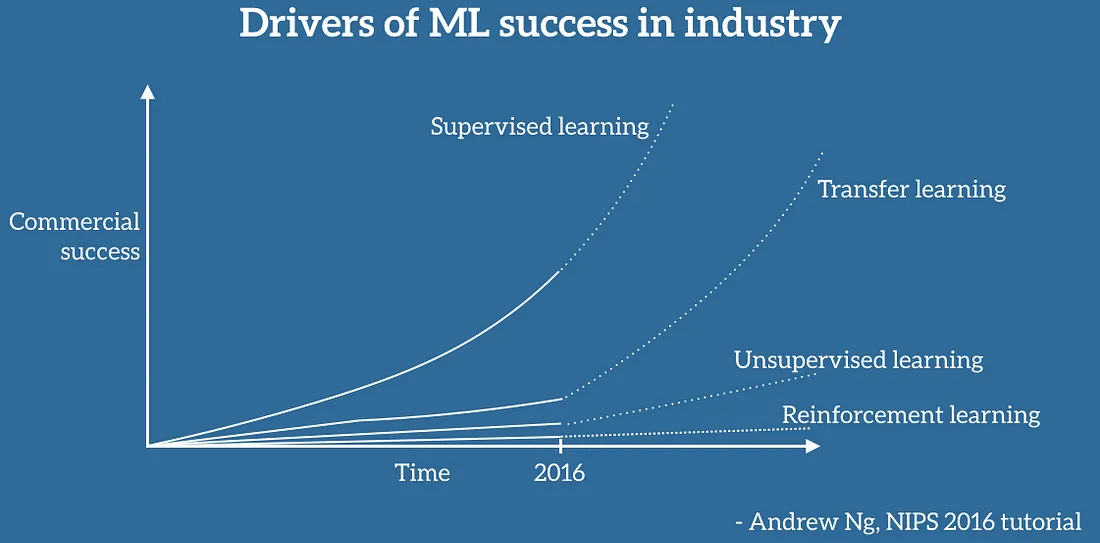 Drivers of ML success in industry
Supervised learning
Transfer learning
Commercial
success
Unsupervised learning
Reinforcement learning
Time
2016
- Andrew Ng, NIPS 2016 tutorial